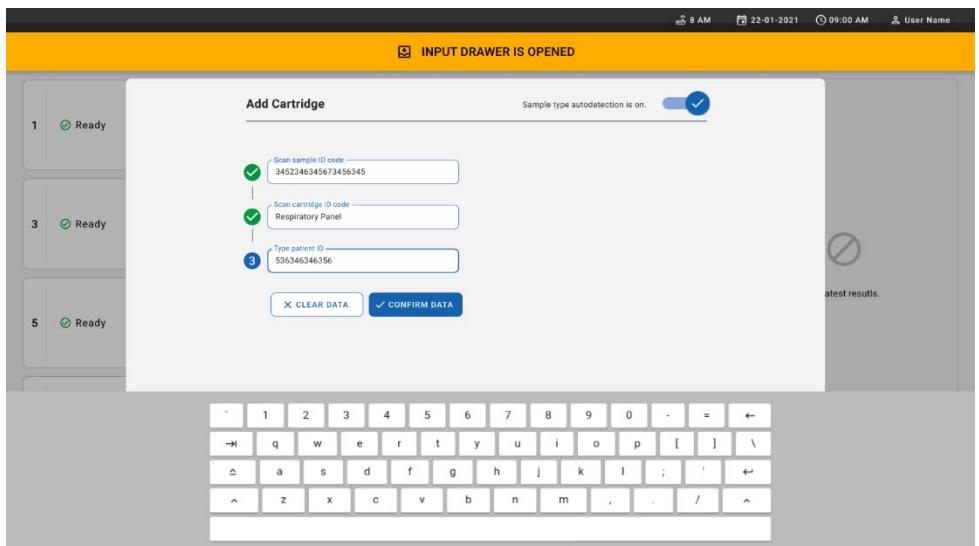 8 AM 22-01-2021 09:00 AM User Name
INPUT DRAWER IS OPENED
Add Cartridge
Sample type autodetection is on.
1 Ready
Scan sample ID code
3452346345673456345
Scan cartridge ID code
Respiratory Panel
3 Ready
Type patient ID
3 536346346356
CLEAR DATA CONFIRM DATA
atest resutls.
5 Ready
` 1 2 3 4 5 6 7 8 9 0 - =
q w e r t y u i o p [ ] \
a s d f g h j k l ; '
z x c v b n m , . /